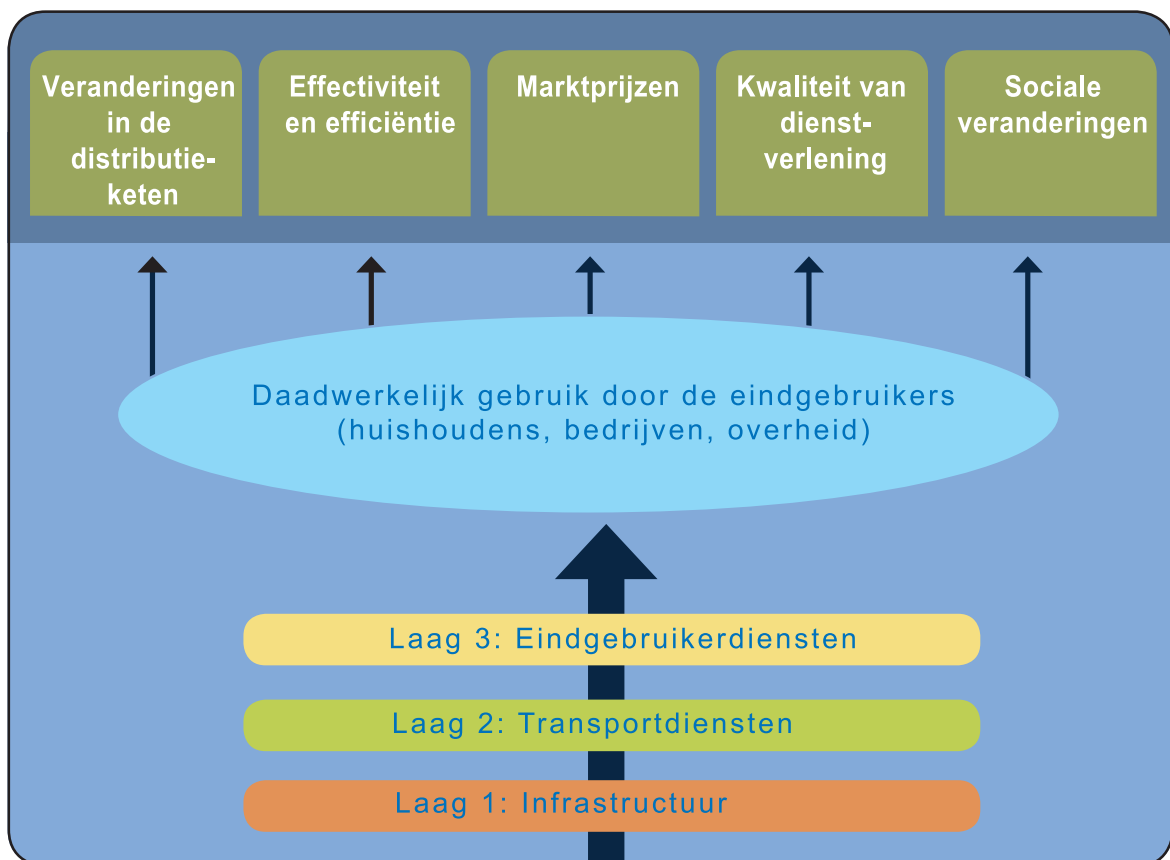 Veranderingen
in de
distributie-
keten
Effectiviteit
en efficiëntie
Marktprijzen
Kwaliteit van
dienst-
verlening
Sociale
veranderingen
Daadwerkelijk gebruik door de eindgebruikers
(huishoudens, bedrijven, overheid)
Laag 3: Eindgebruikerdiensten
Laag 2: Transportdiensten
Laag 1: Infrastructuur